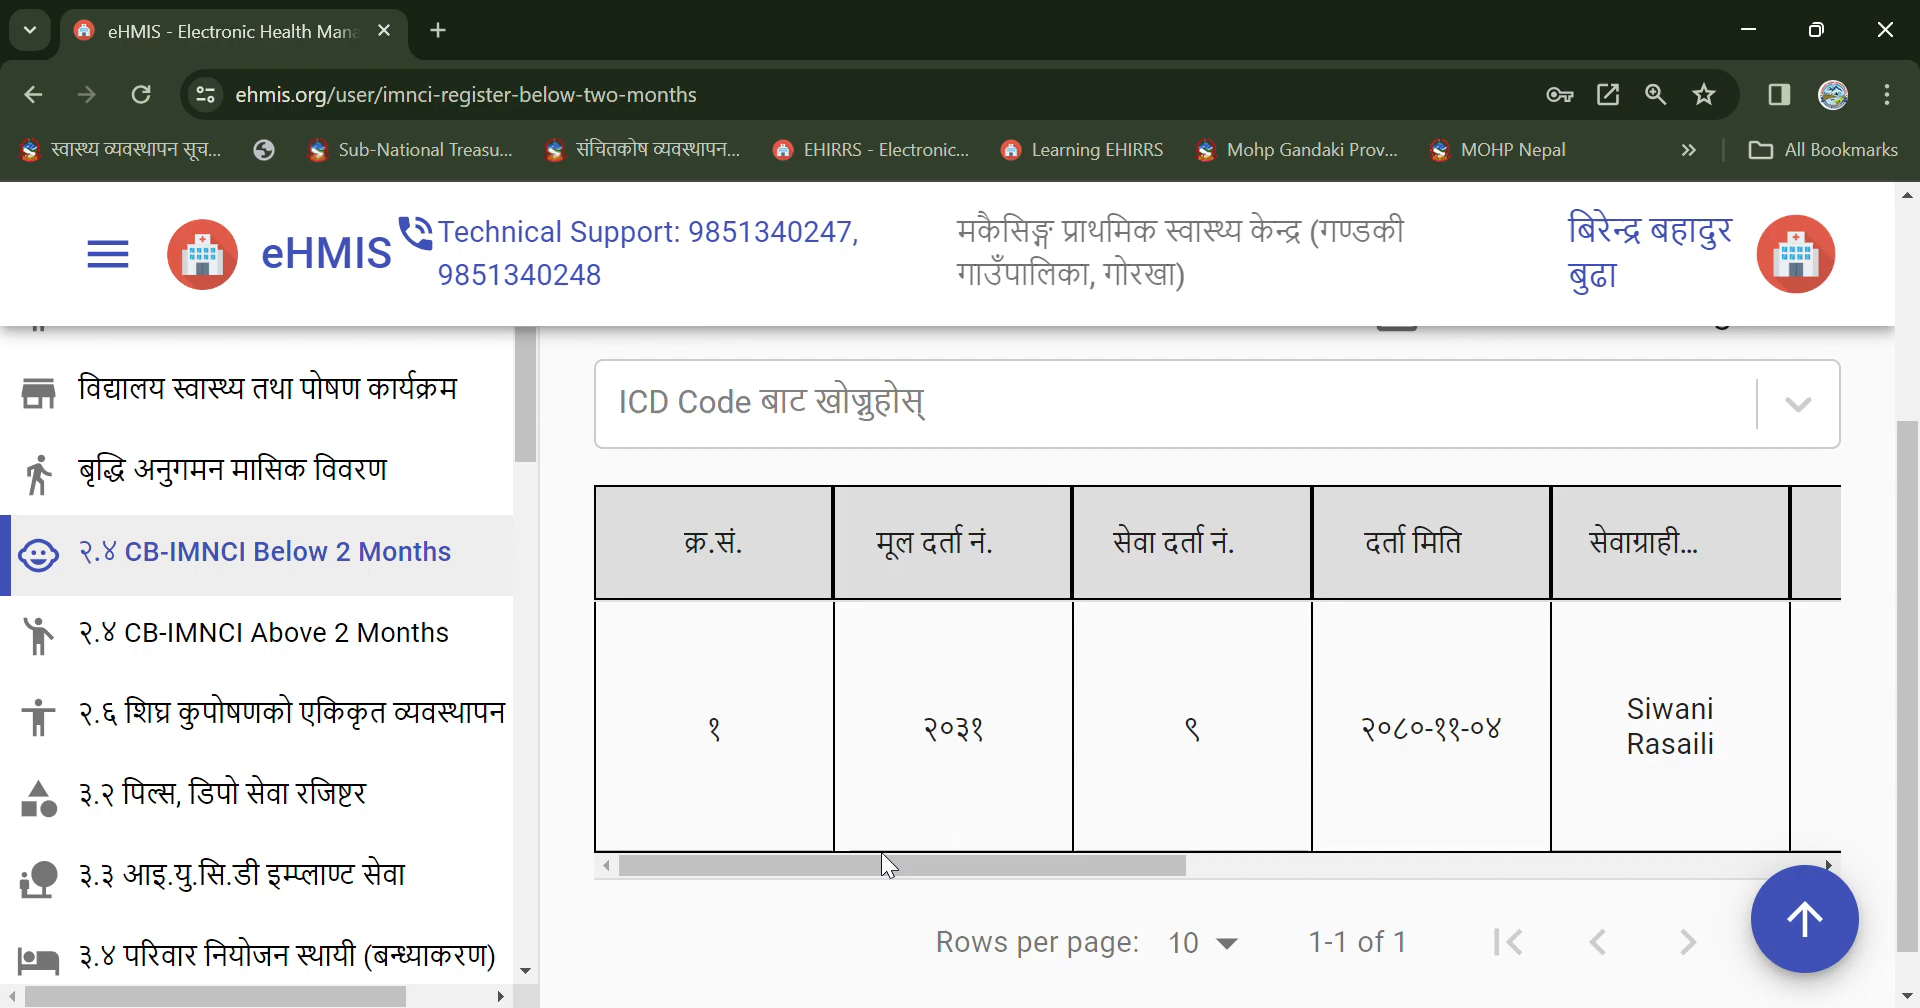 eHMIS - Electronic Health Mana
ehmis.org/user/imnci-register-below-two-months
स्वास्थ्य व्यवस्थापन सूच...
Sub-National Treasu...
संचितकोष व्यवस्थापन...
EHIRRS - Electronic...
Learning EHIRRS
Mohp Gandaki Prov...
MOHP Nepal
All Bookmarks
eHMIS
Technical Support: 9851340247,
9851340248
मकैसिङ्ग प्राथमिक स्वास्थ्य केन्द्र (गण्डकी
गाउँपालिका, गोरखा)
बिरेन्द्र बहादुर
बुढा
विद्यालय स्वास्थ्य तथा पोषण कार्यक्रम
बृद्धि अनुगमन मासिक विवरण
२.४ CB-IMNCI Below 2 Months
२.४ CB-IMNCI Above 2 Months
२.६ शिघ्र कुपोषणको एकिकृत व्यवस्थापन
३.२ पिल्स, डिपो सेवा रजिष्टर
३.३ आइ.यु.सि.डी इम्प्लाण्ट सेवा
३.४ परिवार नियोजन स्थायी (बन्ध्याकरण)
ICD Code बाट खोज्नुहोस्
क्र.सं.
मूल दर्ता नं.
सेवा दर्ता नं.
दर्ता मिति
सेवाग्राही...
१
२०३१
९
२०८०-११-०४
Siwani
Rasaili
Rows per page: 10
1-1 of 1